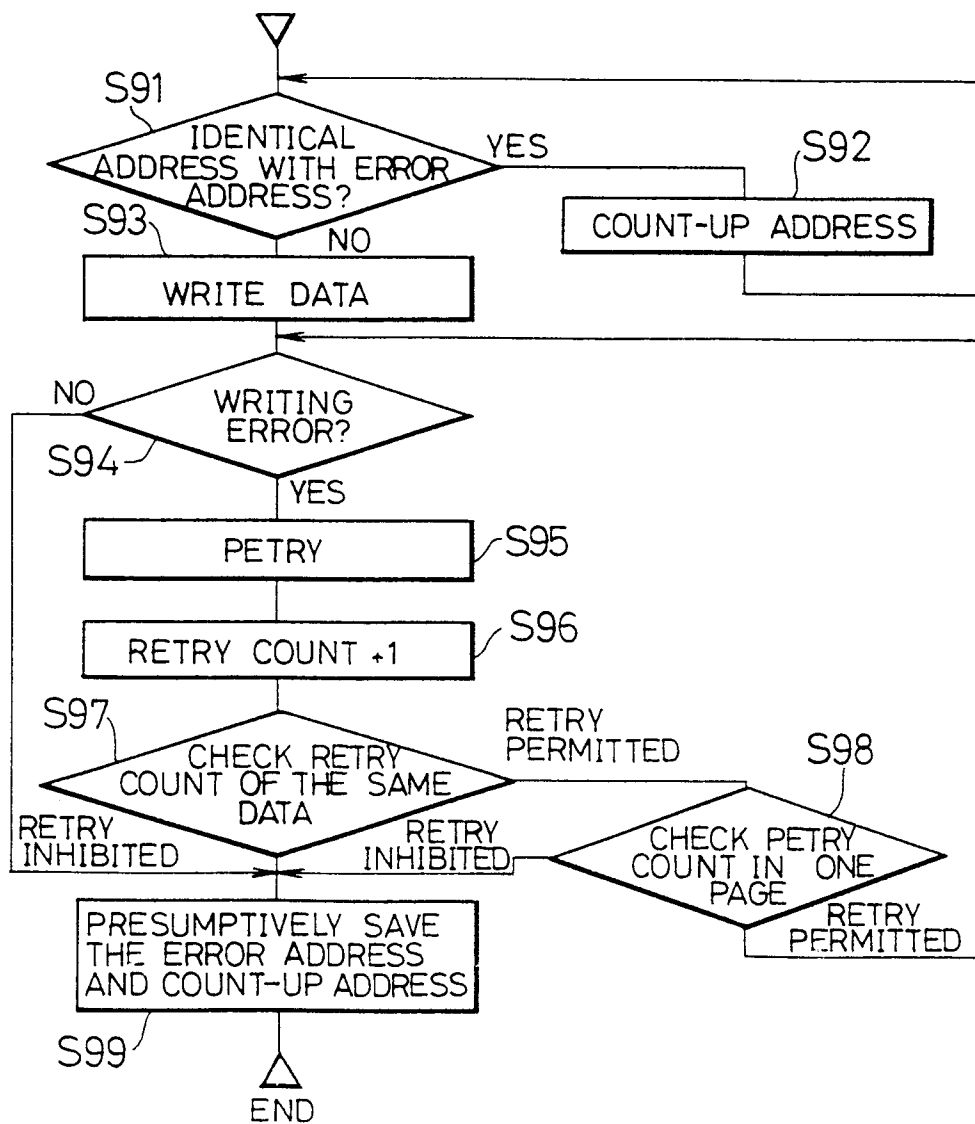 S91
IDENTICAL
ADDRESS WITH ERROR
ADDRESS?
YES
S92
COUNT-UP ADDRESS
S93
NO
WRITE DATA
NO
WRITING
ERROR?
S94
YES
PETRY
S95
RETRY COUNT +1
S96
S97
CHECK RETRY
COUNT OF THE SAME
DATA
RETRY
PERMITTED
S98
RETRY
INHIBITED
RETRY
INHIBITED
CHECK PETRY
COUNT IN ONE
PAGE
RETRY
PERMITTED
PRESUMPTIVELY SAVE
THE ERROR ADDRESS
AND COUNT-UP ADDRESS
S99
END